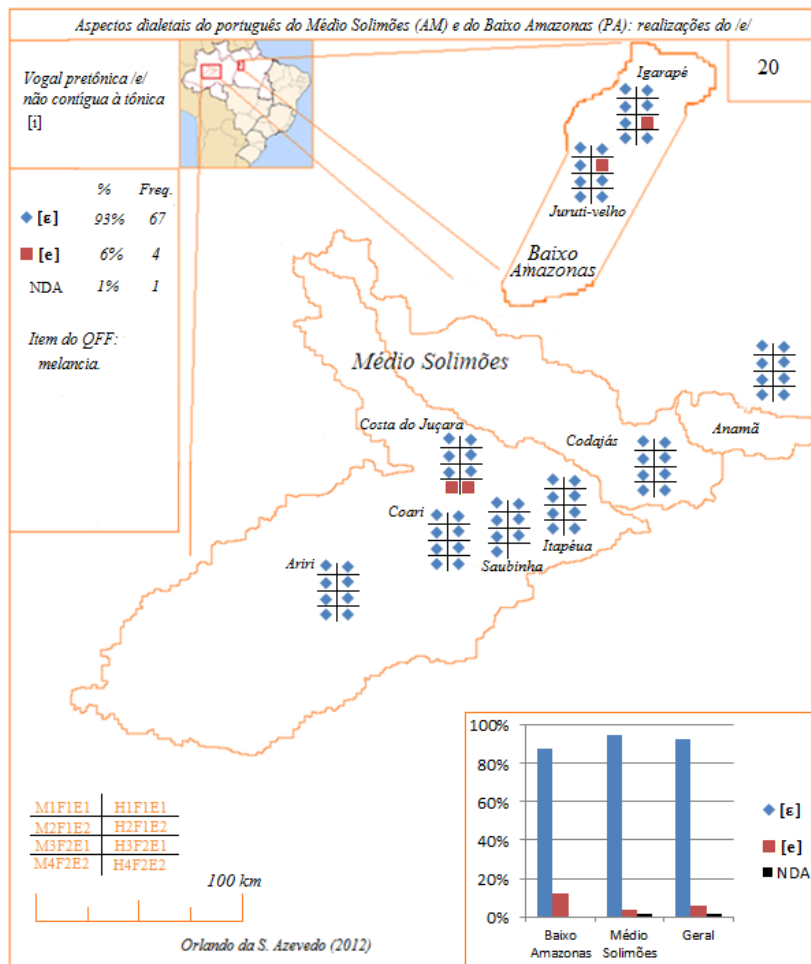 Aspectos dialetais do português do Médio Solimões (AM) e do Baixo Amazonas (PA): realizações do /e/
Vogal pretônica /e/
não contígua à tônica
[i]
20
% Freq.
[ɛ] 93% 67
[e] 6% 4
NDA 1% 1
Item do QFF:
melancia.
Igarapé
Juruti-velho
Baixo
Amazonas
Médio Solimões
Costa do Juçara
Codajás
Anamã
Coari
Itapéua
Saubinha
Ariri
M1F1E1 H1F1E1
M2F1E2 H2F1E2
M3F2E1 H3F2E1
M4F2E2 H4F2E2
100 km
Orlando da S. Azevedo (2012)
100%
80%
60%
40%
20%
0%
Baixo
Amazonas
Médio
Solimões
Geral
[ɛ]
[e]
NDA